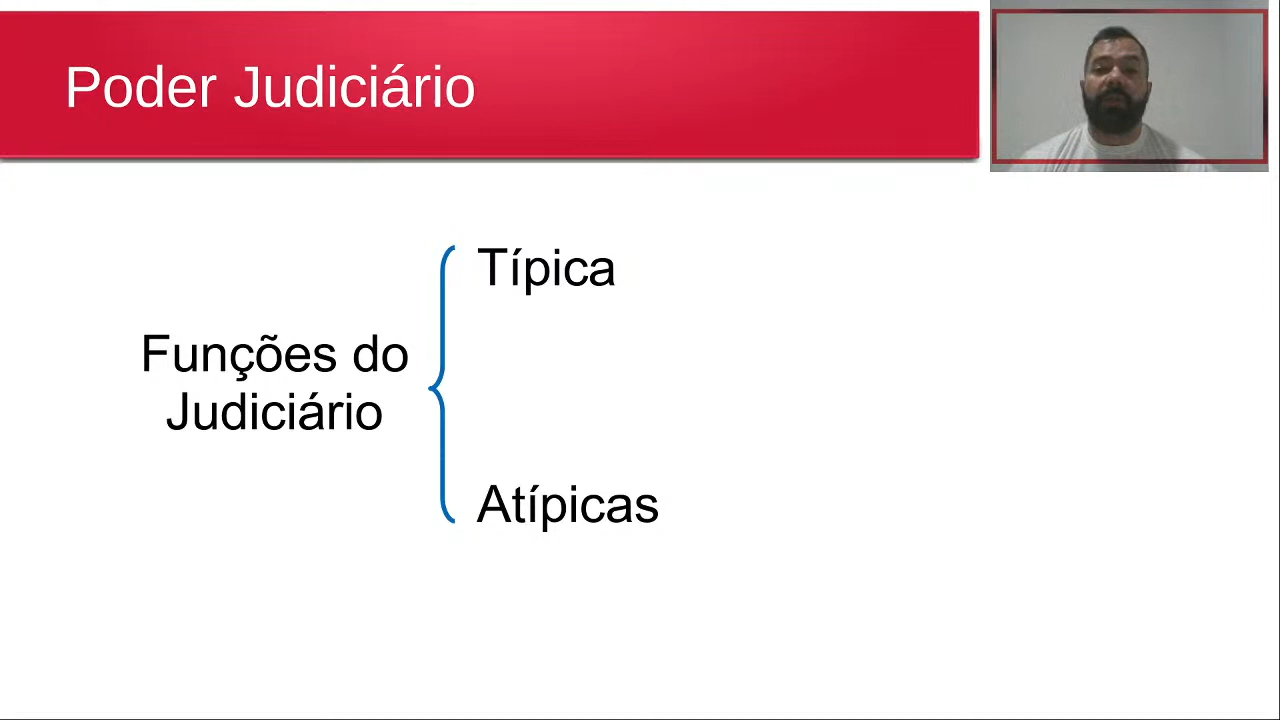 Poder Judiciário
Típica
Funções do
Judiciário
Atípicas